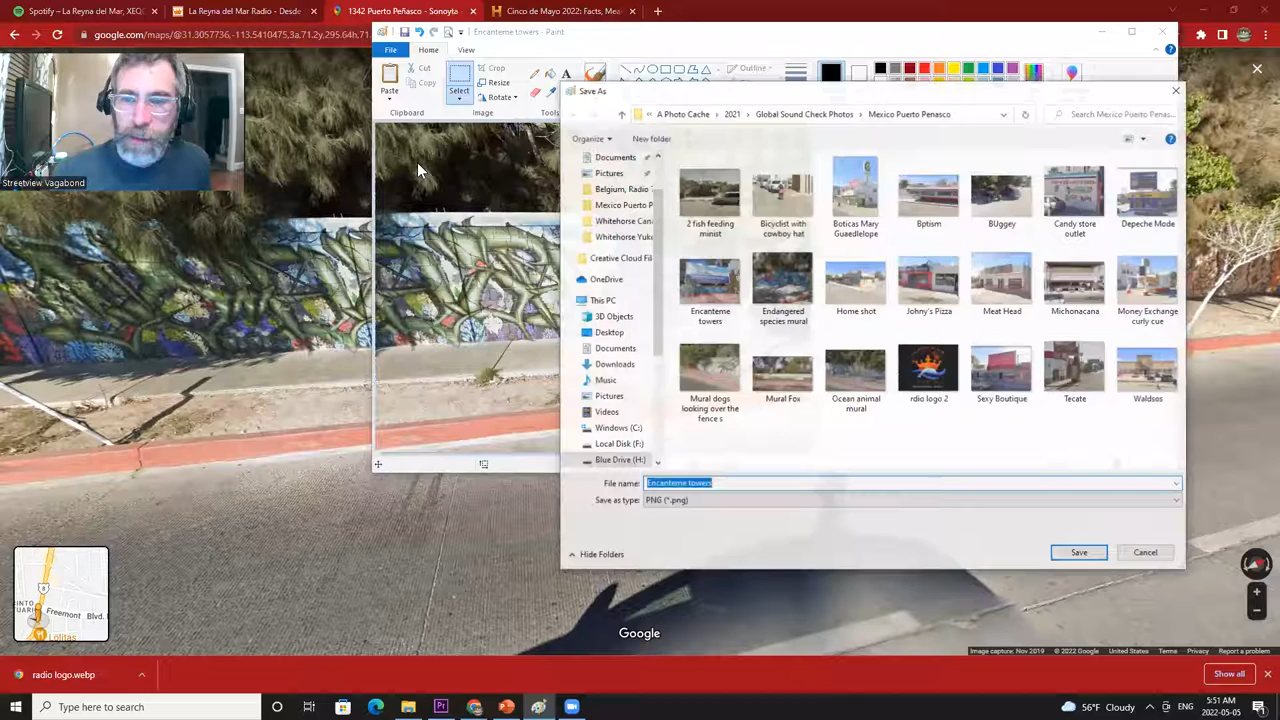 Spotify – La Reyna del Mar, XEQC
La Reyna del Mar - Desde
1342 Puerto Peñasco - Sonoyta
Cinco de Mayo 2022: Facts, Mea
google.com/maps/@31.3057736,-113.5410475,3a,71.2y,295.64h,71.
Encanteme towers - Paint
File
Home
View
Paste
Cut
Copy
Clipboard
Select
Crop
Resize
Rotate
Image
Tools
Outline
Streetview Vagabond
Save As
« A Photo Cache › 2021 › Global Sound Check Photos › Mexico Puerto Penasco
Search Mexico Puerto Penas...
Organize
New folder
Documents
Pictures
Belgium, Radio
Mexico Puerto P
Whitehorse Cana
Whitehorse Yuko
Creative Cloud Fil
OneDrive
This PC
3D Objects
Desktop
Documents
Downloads
Music
Pictures
Videos
Windows (C:)
Local Disk (F:)
Blue Drive (H:)
2 fish feeding minist
Bicyclist with cowboy hat
Boticas Mary Guaedlelope
Bptism
BUggey
Candy store outlet
Depeche Mode
Encanteme towers
Endangered species mural
Home shot
Johny's Pizza
Meat Head
Michonacana
Money Exchange curly cue
Mural dogs looking over the fence s
Mural Fox
Ocean animal mural
rdio logo 2
Sexy Boutique
Tecate
Waldsos
File name: Encanteme towers
Save as type: PNG (*.png)
Hide Folders
Save
Cancel
8
Freemont
Blvd.
Lolitas
Google
Image capture: Nov 2019 © 2022 Google United States Terms Privacy Report a problem
radio logo.webp
Show all
Type here to search
56°F Cloudy
ENG
5:51 AM
2022-05-05